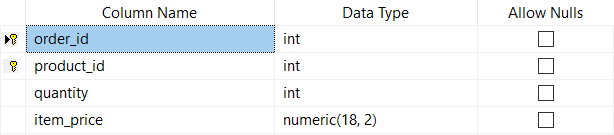 Column Name Data Type Allow Nulls
order_id int
product_id int
quantity int
item_price numeric(18, 2)